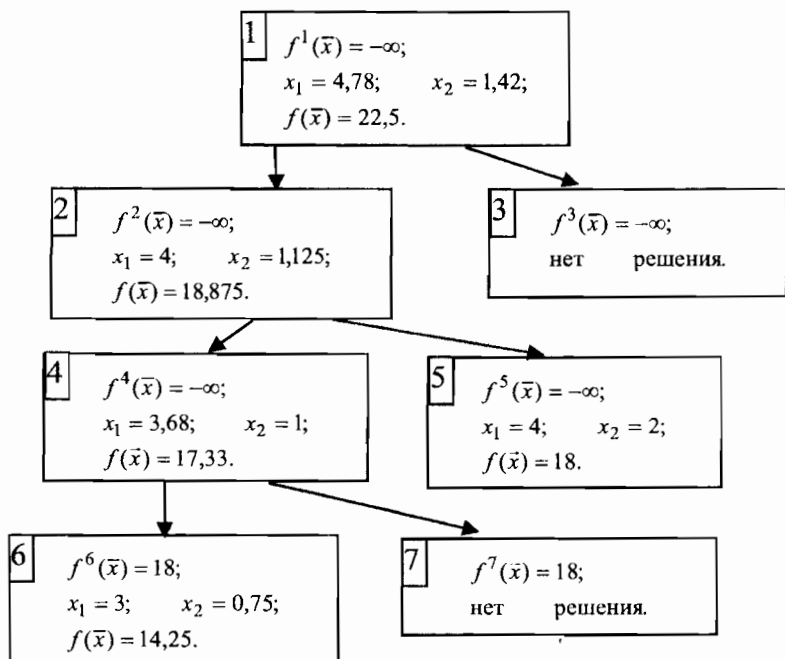 1
f¹(x̄) = −∞;
x₁ = 4,78; x₂ = 1,42;
f(x̄) = 22,5.
2
f²(x̄) = −∞;
x₁ = 4; x₂ = 1,125;
f(x̄) = 18,875.
3
f³(x̄) = −∞;
нет решения.
4
f⁴(x̄) = −∞;
x₁ = 3,68; x₂ = 1;
f(x̄) = 17,33.
5
f⁵(x̄) = −∞;
x₁ = 4; x₂ = 2;
f(x̄) = 18.
6
f⁶(x̄) = 18;
x₁ = 3; x₂ = 0,75;
f(x̄) = 14,25.
7
f⁷(x̄) = 18;
нет решения.